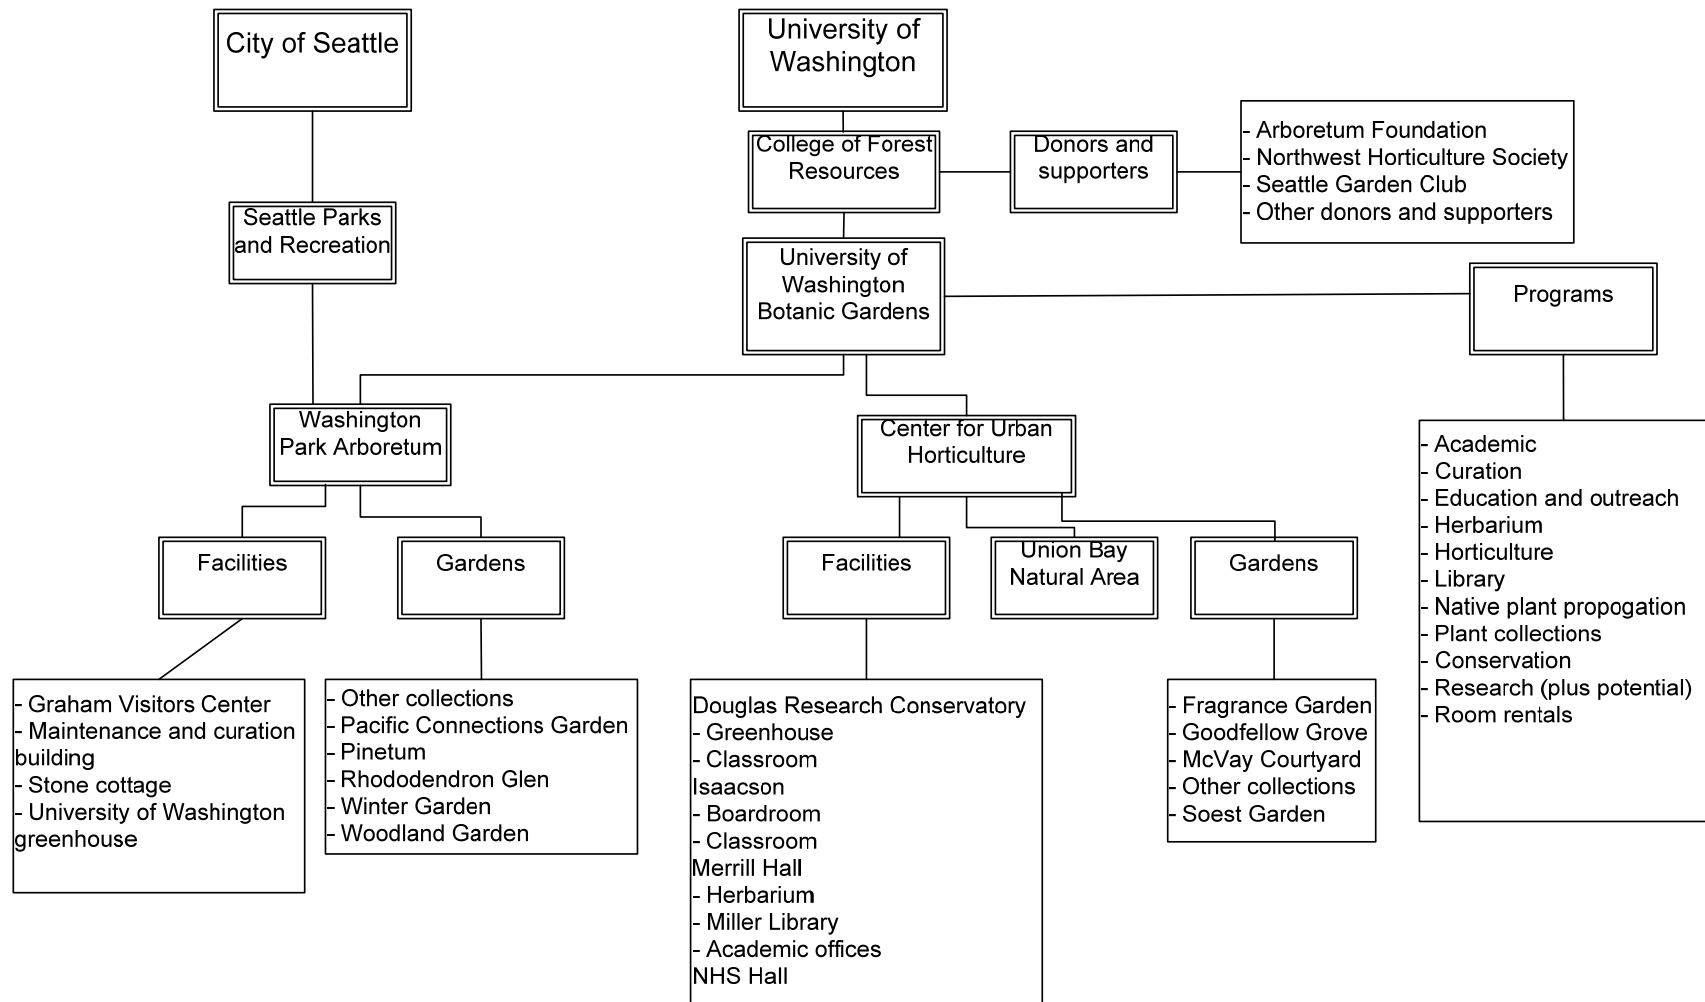 City of Seattle
University of
Washington
College of Forest
Resources
Donors and
supporters
- Arboretum Foundation
- Northwest Horticulture Society
- Seattle Garden Club
- Other donors and supporters
Seattle Parks
and Recreation
University of
Washington
Botanic Gardens
Programs
Washington
Park Arboretum
Center for Urban
Horticulture
- Academic
- Curation
- Education and outreach
- Herbarium
- Horticulture
- Library
- Native plant propogation
- Plant collections
- Conservation
- Research (plus potential)
- Room rentals
Facilities
Gardens
Facilities
Union Bay
Natural Area
Gardens
- Graham Visitors Center
- Maintenance and curation
building
- Stone cottage
- University of Washington
greenhouse
- Other collections
- Pacific Connections Garden
- Pinetum
- Rhododendron Glen
- Winter Garden
- Woodland Garden
Douglas Research Conservatory
- Greenhouse
- Classroom
Isaacson
- Boardroom
- Classroom
Merrill Hall
- Herbarium
- Miller Library
- Academic offices
NHS Hall
- Fragrance Garden
- Goodfellow Grove
- McVay Courtyard
- Other collections
- Soest Garden